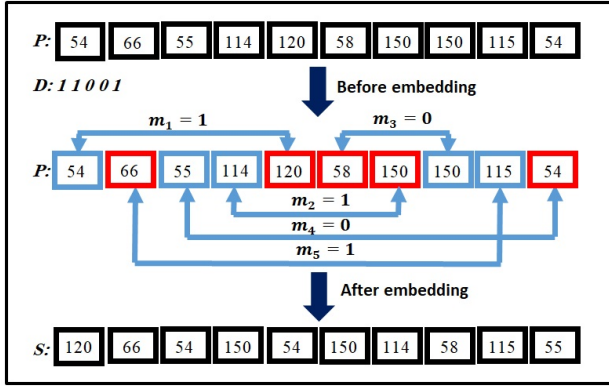 P: 54 66 55 114 120 58 150 150 115 54
D: 1 1 0 0 1
Before embedding
m₁ = 1 m₃ = 0
P: 54 66 55 114 120 58 150 150 115 54
m₂ = 1
m₄ = 0
m₅ = 1
After embedding
S: 120 66 54 150 54 150 114 58 115 55